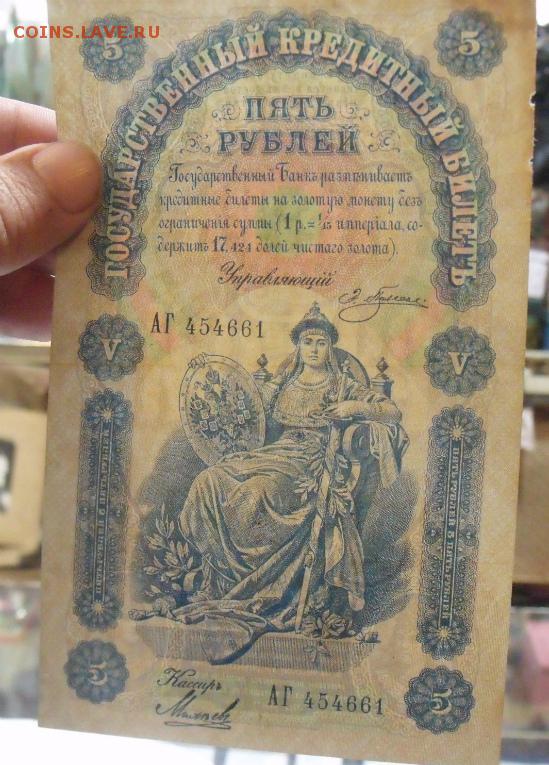 COINS.LAVE.RU
5 5
ГОСУДАРСТВЕННЫЙ КРЕДИТНЫЙ БИЛЕТЪ
ПЯТЬ
РУБЛЕЙ
Государственный Банкъ размѣниваетъ
кредитные билеты на золотую монету безъ
ограниченія суммы (1 р. = 1/15 имперіала, со-
держитъ 17,424 долей чистаго золота).
Управляющій
АГ 454661
V V
5 5
Кассиръ
АГ 454661